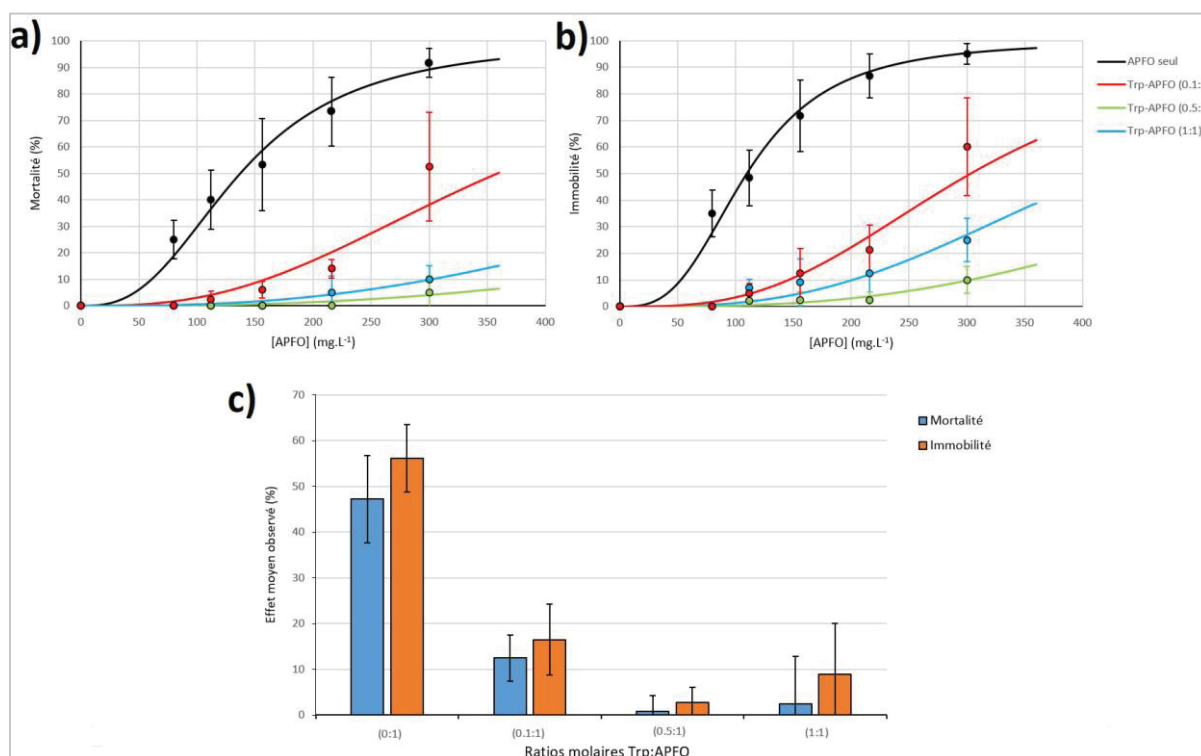 a)
100
90
80
70
60
50
40
30
20
10
0
Mortalité (%)
0 50 100 150 200 250 300 350 400
[APFO] (mg.L⁻¹)
b)
100
90
80
70
60
50
40
30
20
10
0
Immobilité (%)
0 50 100 150 200 250 300 350 400
[APFO] (mg.L⁻¹)
APFO seul
Trp-APFO (0.1:
Trp-APFO (0.5:
Trp-APFO (1:1)
c)
70
60
50
40
30
20
10
0
Effet moyen observé (%)
(0:1) (0.1:1) (0.5:1) (1:1)
Ratios molaires Trp:APFO
Mortalité
Immobilité